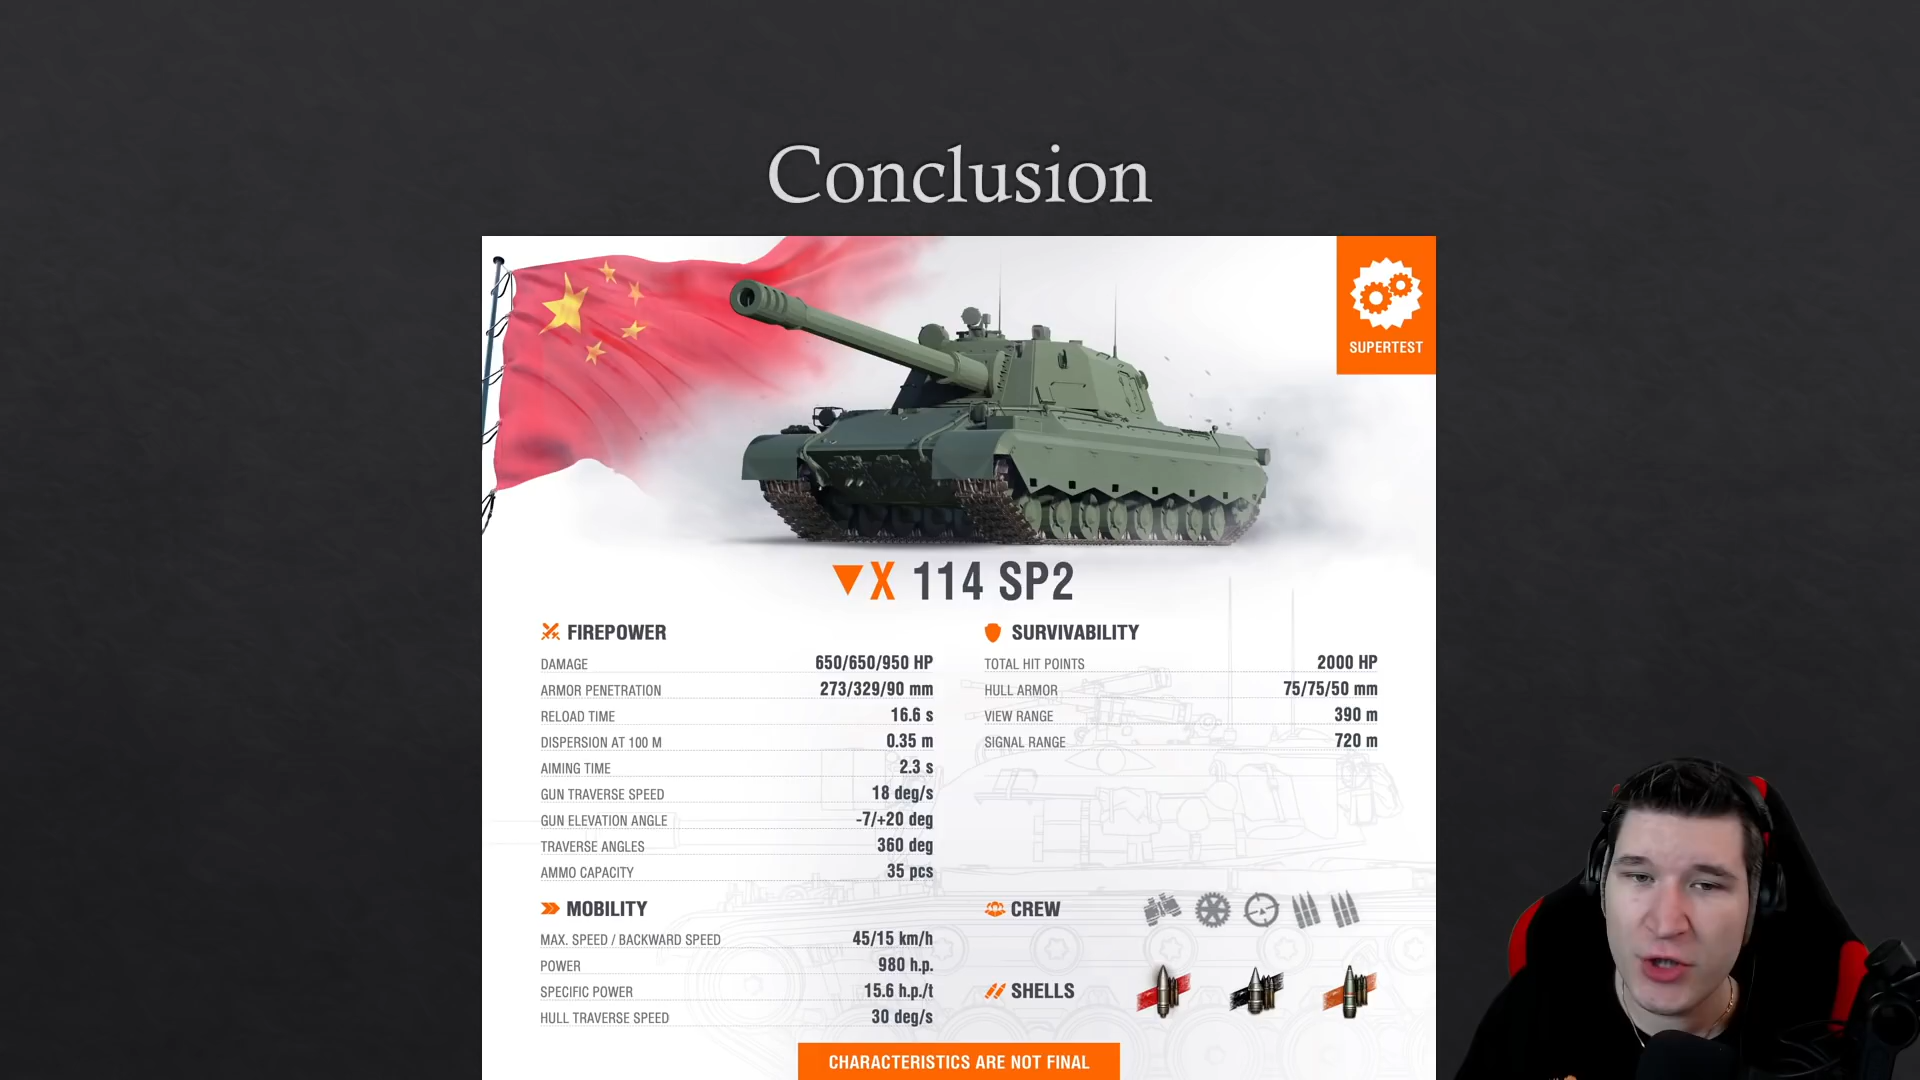 Conclusion
SUPERTEST
X 114 SP2
FIREPOWER
DAMAGE 650/650/950 HP
ARMOR PENETRATION 273/329/90 mm
RELOAD TIME 16.6 s
DISPERSION AT 100 M 0.35 m
AIMING TIME 2.3 s
GUN TRAVERSE SPEED 18 deg/s
GUN ELEVATION ANGLE -7/+20 deg
TRAVERSE ANGLES 360 deg
AMMO CAPACITY 35 pcs
MOBILITY
MAX. SPEED / BACKWARD SPEED 45/15 km/h
POWER 980 h.p.
SPECIFIC POWER 15.6 h.p./t
HULL TRAVERSE SPEED 30 deg/s
SURVIVABILITY
TOTAL HIT POINTS 2000 HP
HULL ARMOR 75/75/50 mm
VIEW RANGE 390 m
SIGNAL RANGE 720 m
CREW
SHELLS
CHARACTERISTICS ARE NOT FINAL